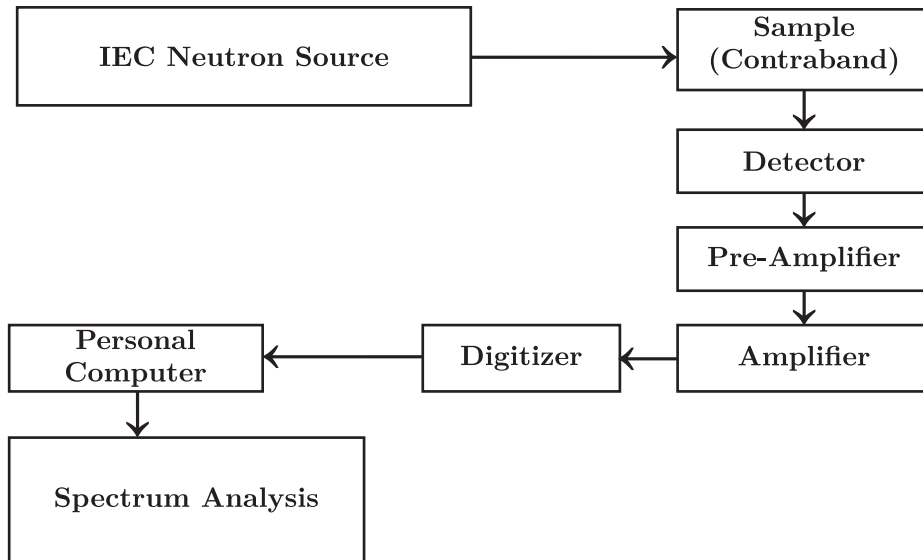 IEC Neutron Source
Sample
(Contraband)
Detector
Pre-Amplifier
Amplifier
Digitizer
Personal
Computer
Spectrum Analysis